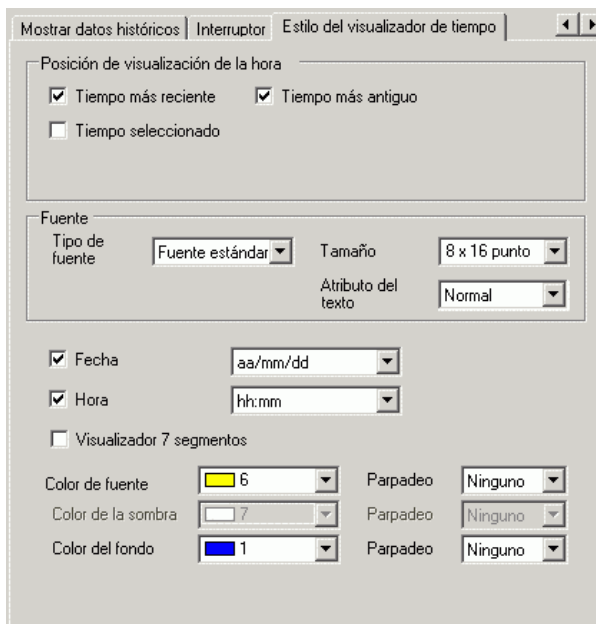 Mostrar datos históricos Interruptor Estilo del visualizador de tiempo
Posición de visualización de la hora
Tiempo más reciente Tiempo más antiguo
Tiempo seleccionado
Fuente
Tipo de fuente Fuente estándar Tamaño 8 x 16 punto
Atributo del texto Normal
Fecha aa/mm/dd
Hora hh:mm
Visualizador 7 segmentos
Color de fuente 6 Parpadeo Ninguno
Color de la sombra 7 Parpadeo Ninguno
Color del fondo 1 Parpadeo Ninguno